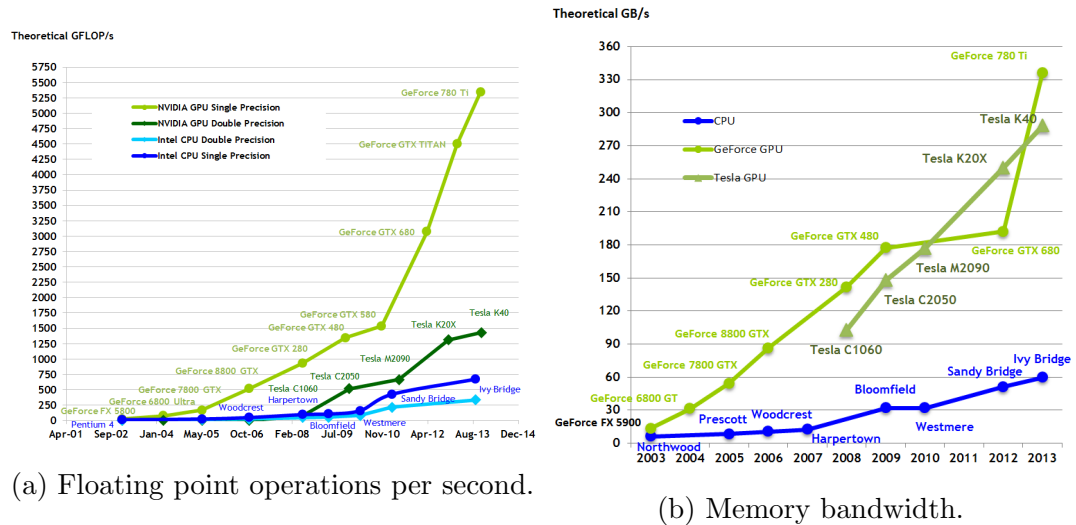 Theoretical GFLOP/s
5750
5500
5250
5000
4750
4500
4250
4000
3750
3500
3250
3000
2750
2500
2250
2000
1750
1500
1250
1000
750
500
250
0
Apr-01
Sep-02
Jan-04
May-05
Oct-06
Feb-08
Jul-09
Nov-10
Apr-12
Aug-13
Dec-14
NVIDIA GPU Single Precision
NVIDIA GPU Double Precision
Intel CPU Double Precision
Intel CPU Single Precision
GeForce 780 Ti
GeForce GTX TITAN
GeForce GTX 680
GeForce GTX 580
GeForce GTX 480
GeForce GTX 280
GeForce 8800 GTX
GeForce 7800 GTX
GeForce 6800 Ultra
GeForce FX 5800
Tesla K40
Tesla K20X
Tesla M2090
Tesla C2050
Tesla C1060
Pentium 4
Woodcrest
Harpertown
Bloomfield
Westmere
Sandy Bridge
Ivy Bridge
(a) Floating point operations per second.
Theoretical GB/s
360
330
300
270
240
210
180
150
120
90
60
30
0
2003
2004
2005
2006
2007
2008
2009
2010
2011
2012
2013
CPU
GeForce GPU
Tesla GPU
GeForce 780 Ti
Tesla K40
Tesla K20X
GeForce GTX 480
GeForce GTX 680
Tesla M2090
GeForce GTX 280
Tesla C2050
GeForce 8800 GTX
Tesla C1060
GeForce 7800 GTX
GeForce 6800 GT
GeForce FX 5900
Northwood
Prescott
Woodcrest
Harpertown
Bloomfield
Westmere
Sandy Bridge
Ivy Bridge
(b) Memory bandwidth.